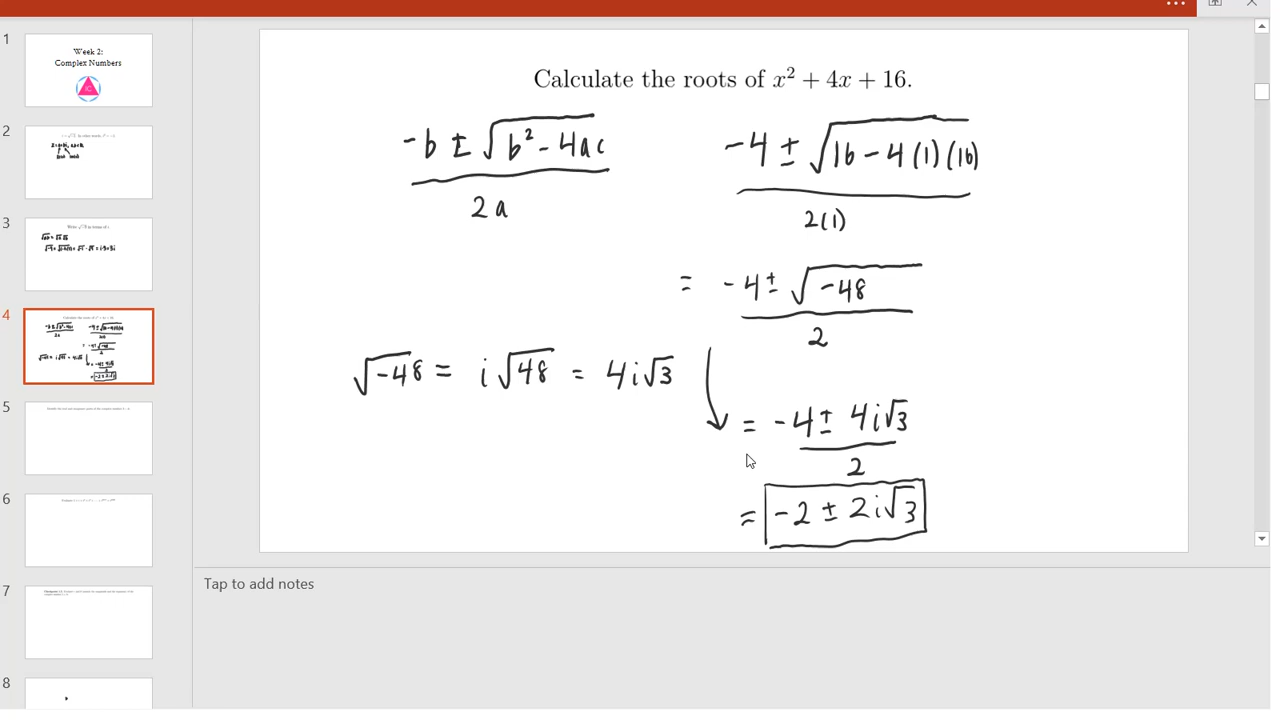 1
Week 2:
Complex Numbers
2
3
4
5
6
7
8
Calculate the roots of x² + 4x + 16.
-b ± √(b² - 4ac)
2a
-4 ± √(16 - 4(1)(16)
2(1)
= -4 ± √-48
2
√-48 = i√48 = 4i√3
= -4 ± 4i√3
2
= -2 ± 2i√3
Tap to add notes